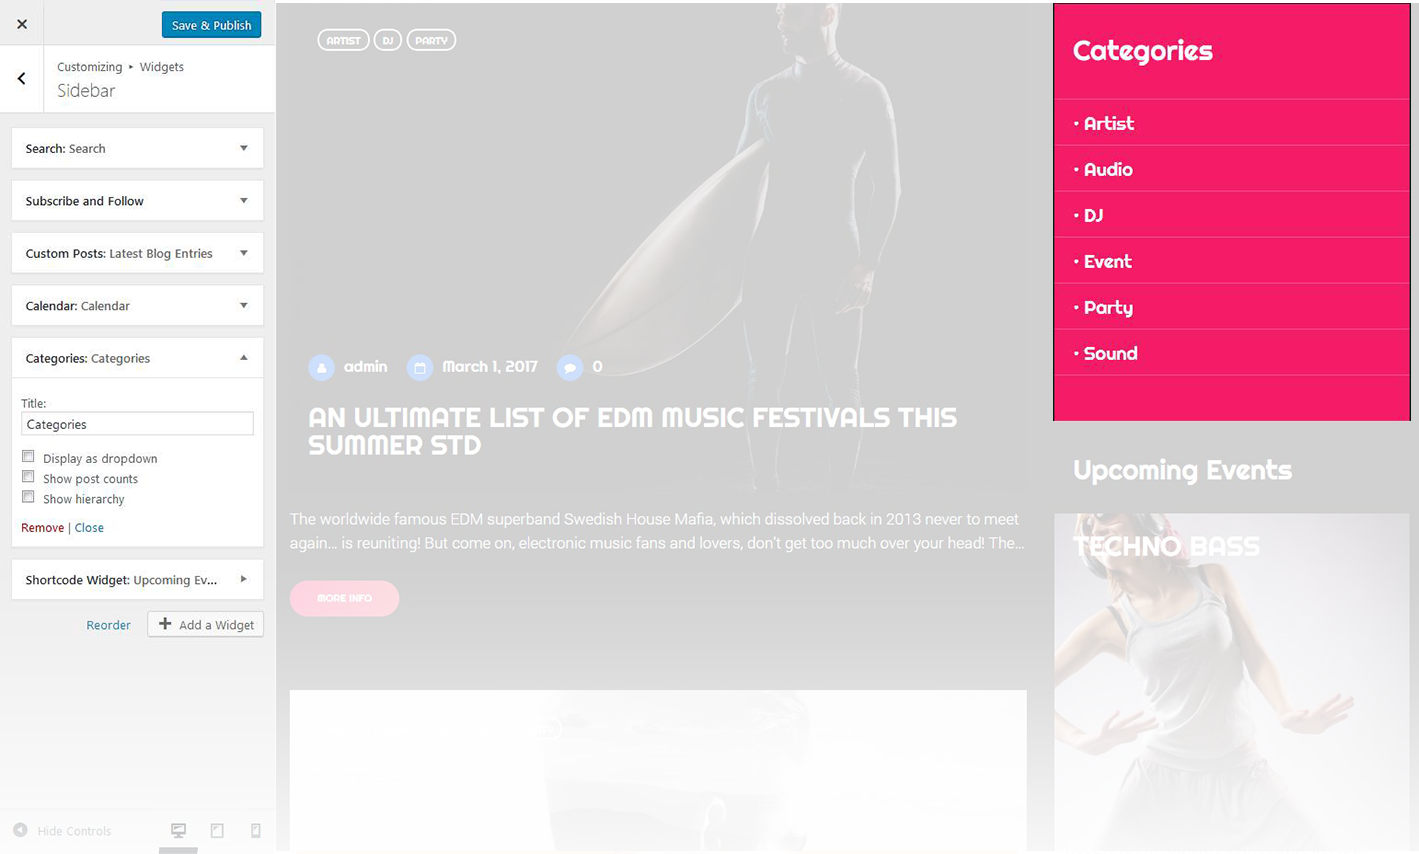 Save & Publish
Customizing ▸ Widgets
Sidebar
Search: Search
Subscribe and Follow
Custom Posts: Latest Blog Entries
Calendar: Calendar
Categories: Categories
Title:
Categories
Display as dropdown
Show post counts
Show hierarchy
Remove | Close
Shortcode Widget: Upcoming Ev...
Reorder
Add a Widget
Hide Controls
ARTIST DJ PARTY
admin March 1, 2017 0
AN ULTIMATE LIST OF EDM MUSIC FESTIVALS THIS
SUMMER STD
The worldwide famous EDM superband Swedish House Mafia, which dissolved back in 2013 never to meet
again... is reuniting! But come on, electronic music fans and lovers, don't get too much over your head! The...
MORE INFO
Categories
• Artist
• Audio
• DJ
• Event
• Party
• Sound
Upcoming Events
TECHNO BASS